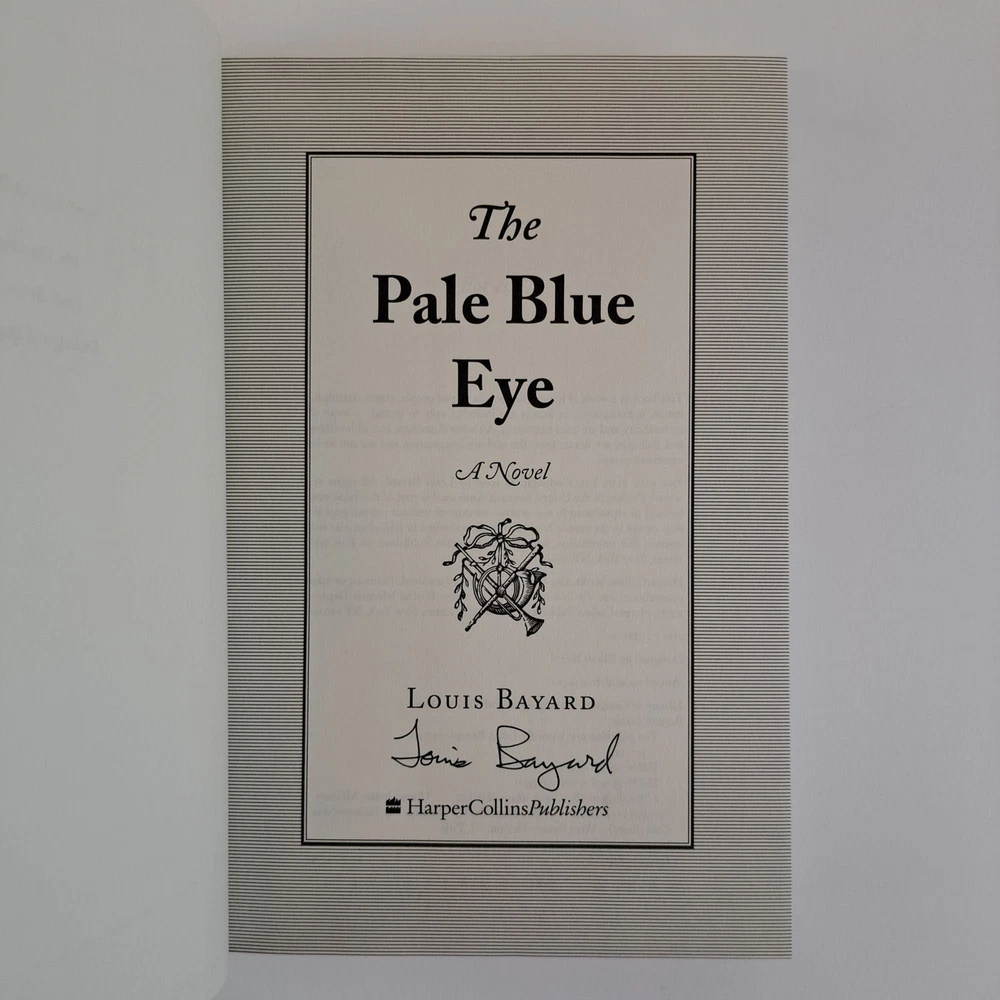 The
Pale Blue
Eye
A Novel
LOUIS BAYARD
Louis Bayard
HarperCollinsPublishers